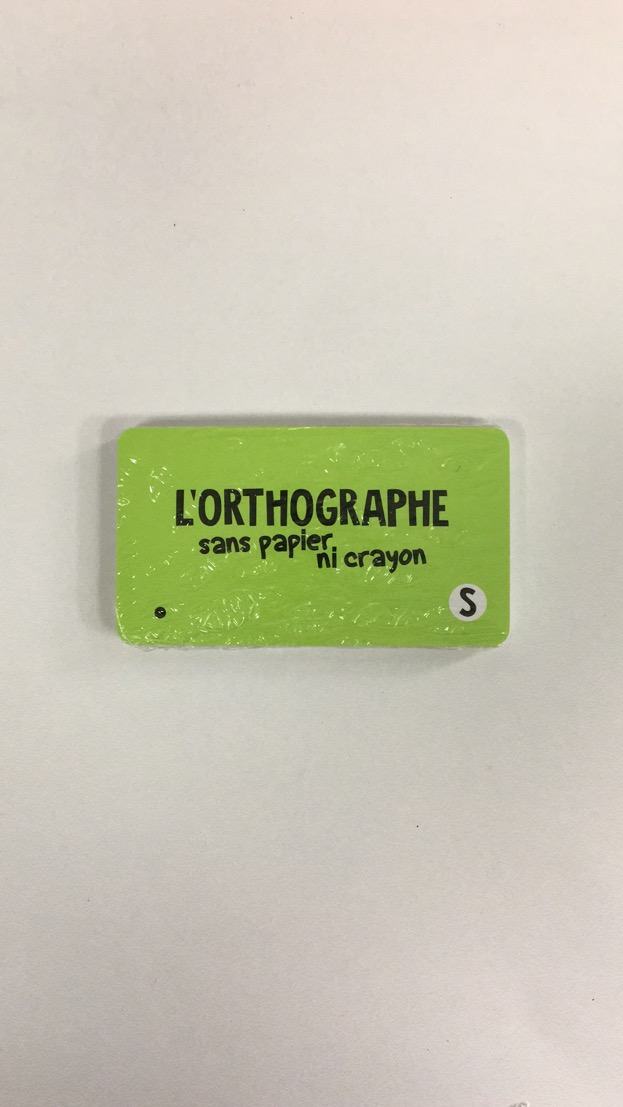 L'ORTHOGRAPHE
sans papier
ni crayon
S